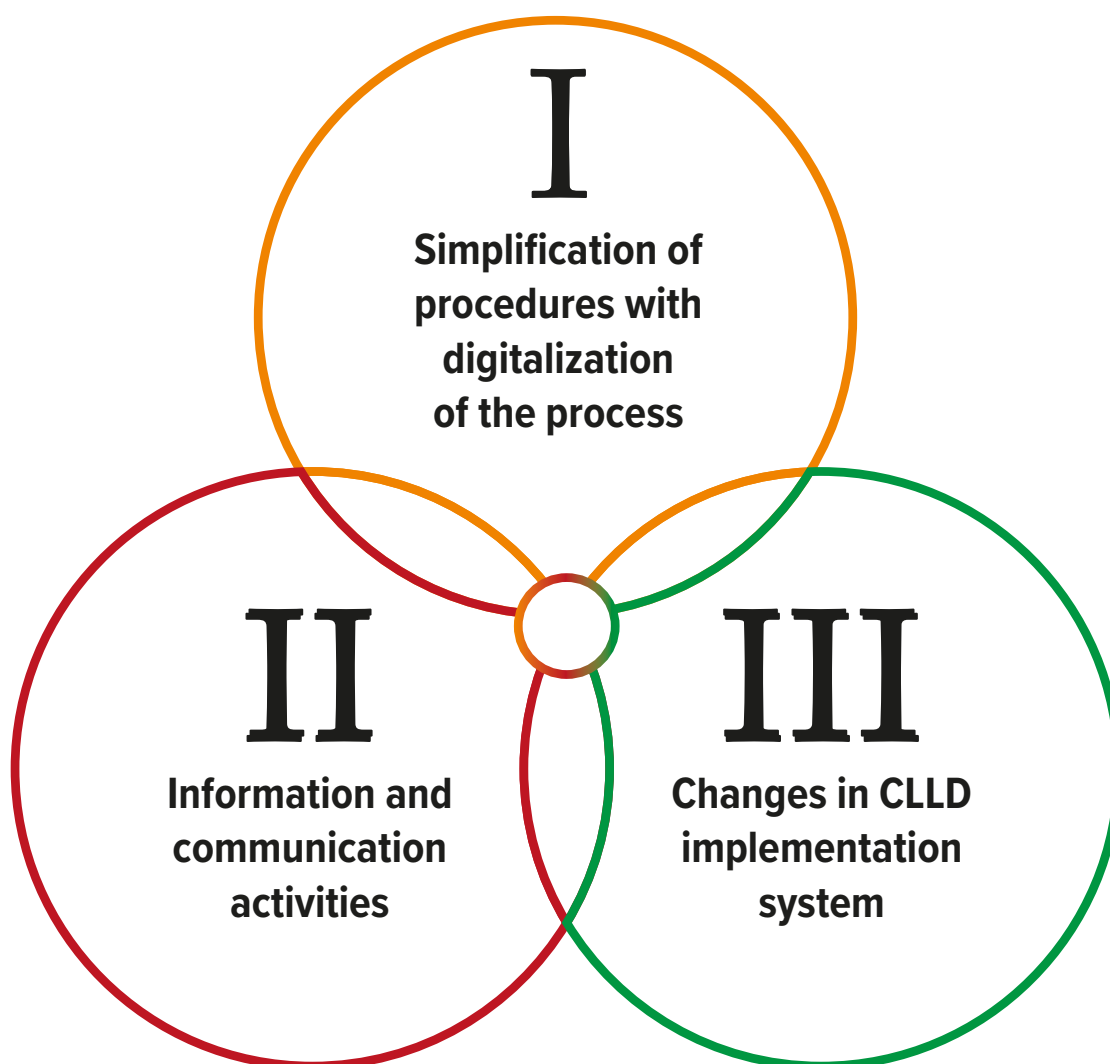 I
Simplification of
procedures with
digitalization
of the process
II
Information and
communication
activities
III
Changes in CLLD
implementation
system